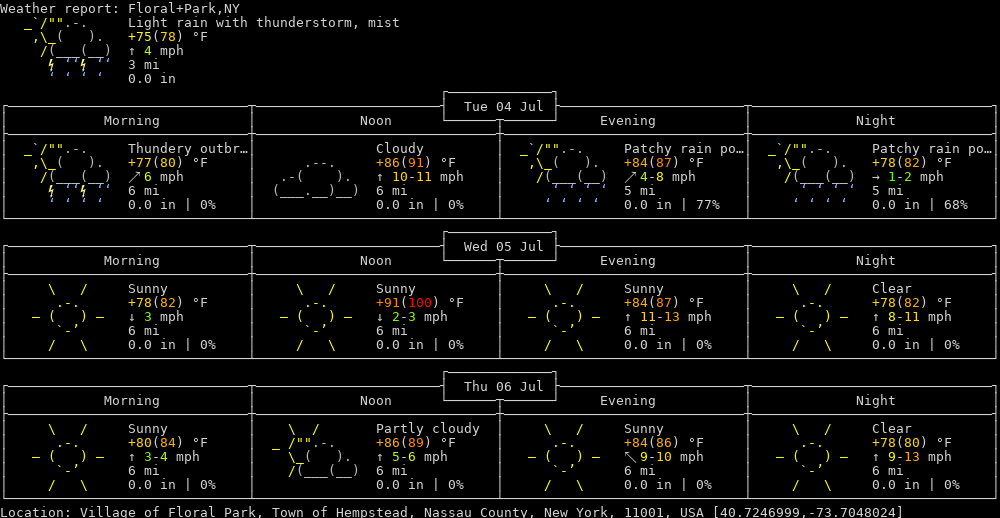 Weather report: Floral+Park,NY
Light rain with thunderstorm, mist
+75(78) °F
↑ 4 mph
3 mi
0.0 in
Tue 04 Jul
Morning Noon Evening Night
Thundery outbr… Cloudy Patchy rain po… Patchy rain po…
+77(80) °F +86(91) °F +84(87) °F +78(82) °F
↗ 6 mph ↑ 10-11 mph ↗ 4-8 mph → 1-2 mph
6 mi 6 mi 5 mi 5 mi
0.0 in | 0% 0.0 in | 0% 0.0 in | 77% 0.0 in | 68%
Wed 05 Jul
Morning Noon Evening Night
Sunny Sunny Sunny Clear
+78(82) °F +91(100) °F +84(87) °F +78(82) °F
↓ 3 mph ↓ 2-3 mph ↑ 11-13 mph ↑ 8-11 mph
6 mi 6 mi 6 mi 6 mi
0.0 in | 0% 0.0 in | 0% 0.0 in | 0% 0.0 in | 0%
Thu 06 Jul
Morning Noon Evening Night
Sunny Partly cloudy Sunny Clear
+80(84) °F +86(89) °F +84(86) °F +78(80) °F
↑ 3-4 mph ↑ 5-6 mph ↖ 9-10 mph ↑ 9-13 mph
6 mi 6 mi 6 mi 6 mi
0.0 in | 0% 0.0 in | 0% 0.0 in | 0% 0.0 in | 0%
Location: Village of Floral Park, Town of Hempstead, Nassau County, New York, 11001, USA [40.7246999,-73.7048024]